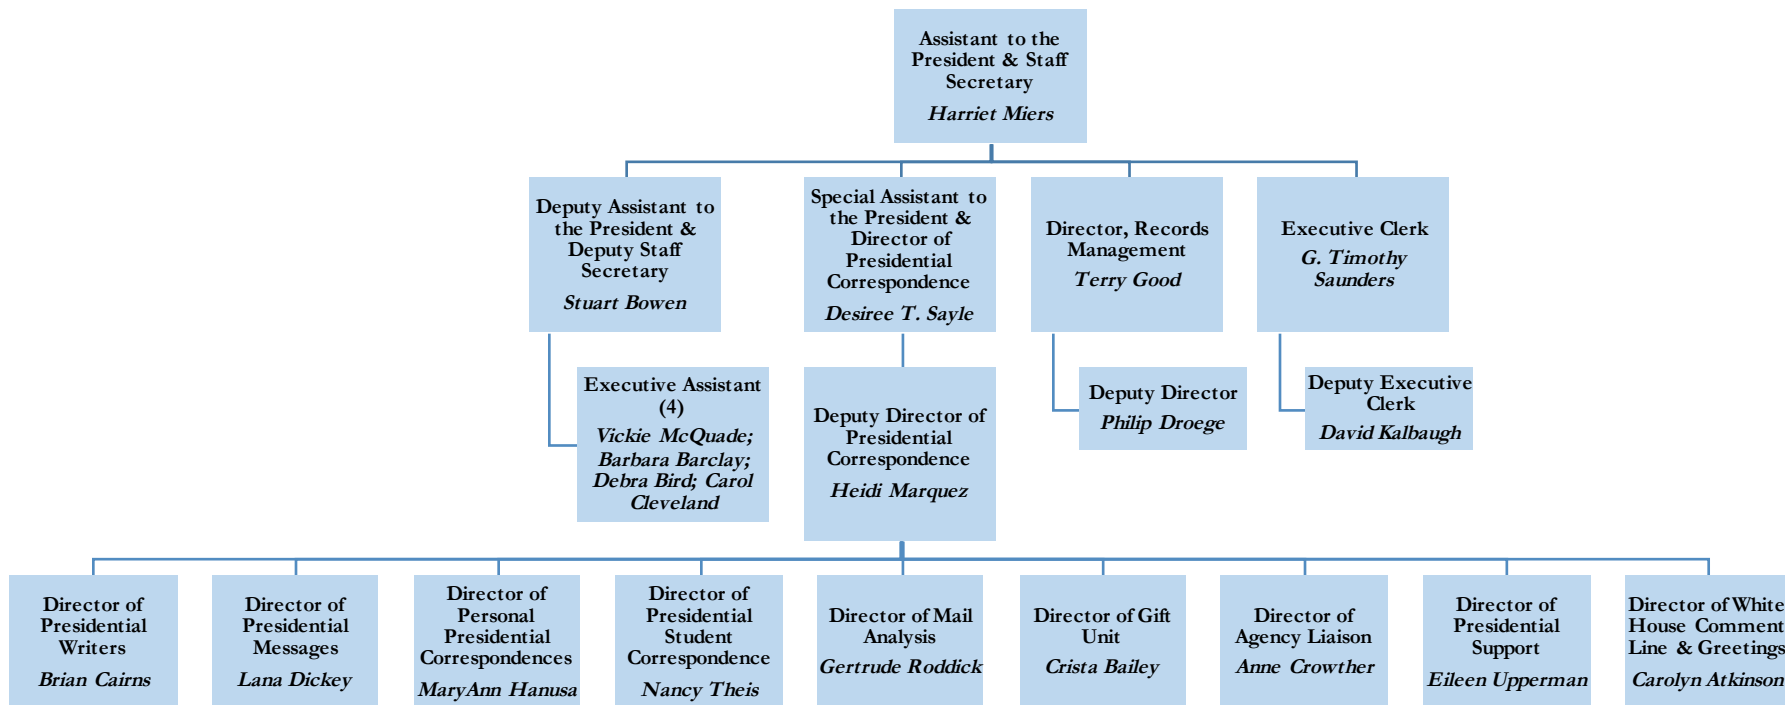 Assistant to the
President & Staff
Secretary
Harriet Miers
Deputy Assistant to
the President &
Deputy Staff
Secretary
Stuart Bowen
Special Assistant to
the President &
Director of
Presidential
Correspondence
Desiree T. Sayle
Director, Records
Management
Terry Good
Executive Clerk
G. Timothy
Saunders
Executive Assistant
(4)
Vickie McQuade;
Barbara Barclay;
Debra Bird; Carol
Cleveland
Deputy Director of
Presidential
Correspondence
Heidi Marquez
Deputy Director
Philip Droege
Deputy Executive
Clerk
David Kalbaugh
Director of
Presidential
Writers
Brian Cairns
Director of
Presidential
Messages
Lana Dickey
Director of
Personal
Presidential
Correspondences
MaryAnn Hanusa
Director of
Presidential
Student
Correspondence
Nancy Theis
Director of Mail
Analysis
Gertrude Roddick
Director of Gift
Unit
Crista Bailey
Director of
Agency Liaison
Anne Crowther
Director of
Presidential
Support
Eileen Upperman
Director of White
House Comment
Line & Greetings
Carolyn Atkinson